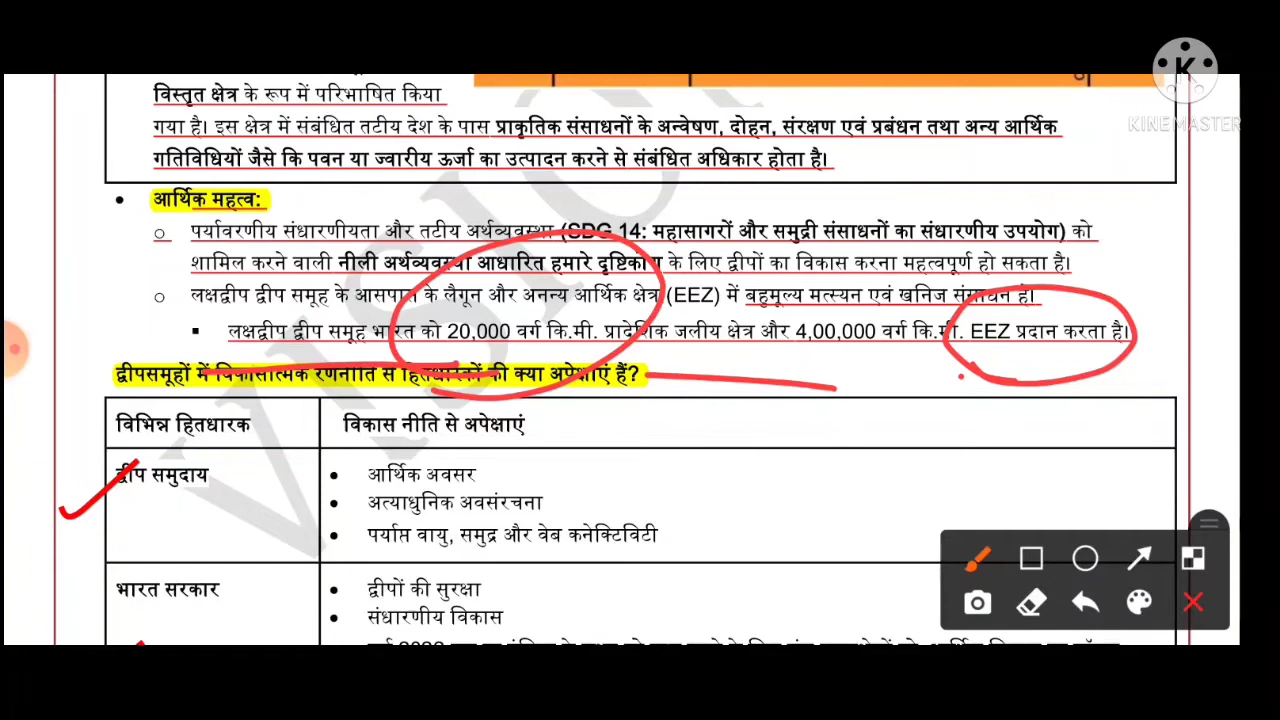 KINEMASTER
विस्तृत क्षेत्र के रूप में परिभाषित किया
गया है। इस क्षेत्र में संबंधित तटीय देश के पास प्राकृतिक संसाधनों के अन्वेषण, दोहन, संरक्षण एवं प्रबंधन तथा अन्य आर्थिक
गतिविधियों जैसे कि पवन या ज्वारीय ऊर्जा का उत्पादन करने से संबंधित अधिकार होता है।
• आर्थिक महत्व:
o पर्यावरणीय संधारणीयता और तटीय अर्थव्यवस्था (SDG 14: महासागरों और समुद्री संसाधनों का संधारणीय उपयोग) को
शामिल करने वाली नीली अर्थव्यवस्था आधारित हमारे दृष्टिकोण के लिए द्वीपों का विकास करना महत्वपूर्ण हो सकता है।
o लक्षद्वीप द्वीप समूह के आसपास के लैगून और अनन्य आर्थिक क्षेत्र (EEZ) में बहुमूल्य मत्स्यन एवं खनिज संसाधन है।
▪ लक्षद्वीप द्वीप समूह भारत को 20,000 वर्ग कि.मी. प्रादेशिक जलीय क्षेत्र और 4,00,000 वर्ग कि.मी. EEZ प्रदान करता है।
द्वीपसमूहों में विकासात्मक रणनीति से हितधारकों की क्या अपेक्षाएं हैं?
विभिन्न हितधारक विकास नीति से अपेक्षाएं
द्वीप समुदाय • आर्थिक अवसर
• अत्याधुनिक अवसंरचना
• पर्याप्त वायु, समुद्र और वेब कनेक्टिविटी
भारत सरकार • द्वीपों की सुरक्षा
• संधारणीय विकास